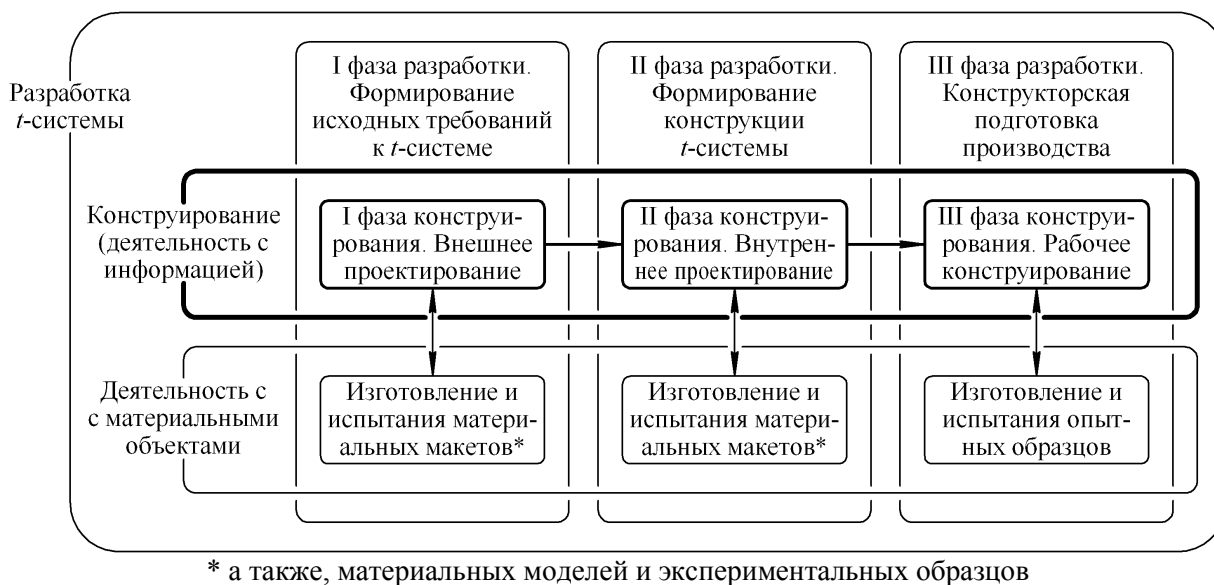 Разработка
t-системы
I фаза разработки.
Формирование
исходных требований
к t-системе
II фаза разработки.
Формирование
конструкции
t-системы
III фаза разработки.
Конструкторская
подготовка
производства
Конструирование
(деятельность с
информацией)
I фаза конструи-
рования. Внешнее
проектирование
II фаза конструи-
рования. Внутрен-
нее проектирование
III фаза конструи-
рования. Рабочее
конструирование
Деятельность с
с материальными
объектами
Изготовление и
испытания матери-
альных макетов*
Изготовление и
испытания матери-
альных макетов*
Изготовление и
испытания опыт-
ных образцов
* а также, материальных моделей и экспериментальных образцов